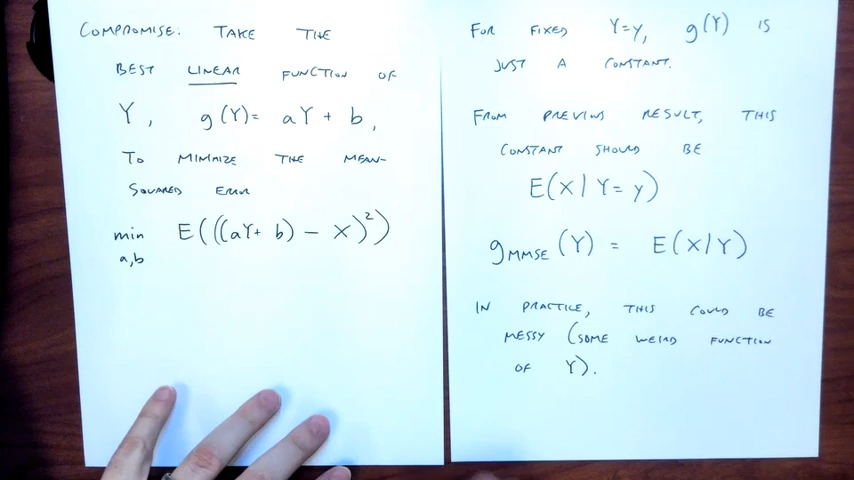 COMPROMISE: TAKE THE
BEST LINEAR FUNCTION OF
Y, g(Y)= aY + b,
TO MINIMIZE THE MEAN-
SQUARED ERROR
min E(((aY+ b) - X)²)
a,b
FOR FIXED Y=y, g(Y) IS
JUST A CONSTANT.
FROM PREVIOUS RESULT, THIS
CONSTANT SHOULD BE
E(X | Y= y)
gMMSE (Y) = E(X|Y)
IN PRACTICE, THIS COULD BE
MESSY (SOME WEIRD FUNCTION
OF Y).